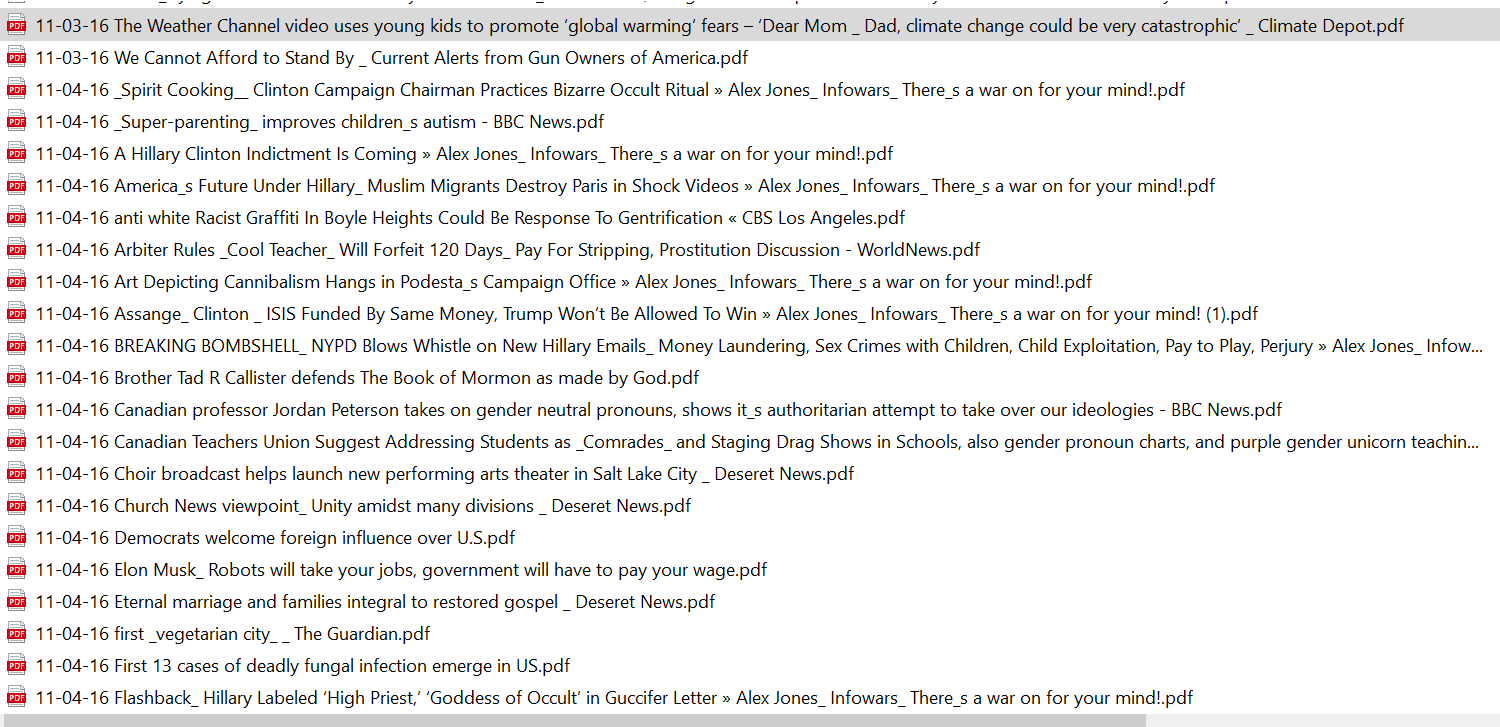 11-03-16 The Weather Channel video uses young kids to promote ‘global warming’ fears – ‘Dear Mom _ Dad, climate change could be very catastrophic’ _ Climate Depot.pdf
11-03-16 We Cannot Afford to Stand By _ Current Alerts from Gun Owners of America.pdf
11-04-16 _Spirit Cooking__ Clinton Campaign Chairman Practices Bizarre Occult Ritual » Alex Jones_ Infowars_ There_s a war on for your mind!.pdf
11-04-16 _Super-parenting_ improves children_s autism - BBC News.pdf
11-04-16 A Hillary Clinton Indictment Is Coming » Alex Jones_ Infowars_ There_s a war on for your mind!.pdf
11-04-16 America_s Future Under Hillary_ Muslim Migrants Destroy Paris in Shock Videos » Alex Jones_ Infowars_ There_s a war on for your mind!.pdf
11-04-16 anti white Racist Graffiti In Boyle Heights Could Be Response To Gentrification « CBS Los Angeles.pdf
11-04-16 Arbiter Rules _Cool Teacher_ Will Forfeit 120 Days_ Pay For Stripping, Prostitution Discussion - WorldNews.pdf
11-04-16 Art Depicting Cannibalism Hangs in Podesta_s Campaign Office » Alex Jones_ Infowars_ There_s a war on for your mind!.pdf
11-04-16 Assange_ Clinton _ ISIS Funded By Same Money, Trump Won’t Be Allowed To Win » Alex Jones_ Infowars_ There_s a war on for your mind! (1).pdf
11-04-16 BREAKING BOMBSHELL_ NYPD Blows Whistle on New Hillary Emails_ Money Laundering, Sex Crimes with Children, Child Exploitation, Pay to Play, Perjury » Alex Jones_ Infow...
11-04-16 Brother Tad R Callister defends The Book of Mormon as made by God.pdf
11-04-16 Canadian professor Jordan Peterson takes on gender neutral pronouns, shows it_s authoritarian attempt to take over our ideologies - BBC News.pdf
11-04-16 Canadian Teachers Union Suggest Addressing Students as _Comrades_ and Staging Drag Shows in Schools, also gender pronoun charts, and purple gender unicorn teachin...
11-04-16 Choir broadcast helps launch new performing arts theater in Salt Lake City _ Deseret News.pdf
11-04-16 Church News viewpoint_ Unity amidst many divisions _ Deseret News.pdf
11-04-16 Democrats welcome foreign influence over U.S.pdf
11-04-16 Elon Musk_ Robots will take your jobs, government will have to pay your wage.pdf
11-04-16 Eternal marriage and families integral to restored gospel _ Deseret News.pdf
11-04-16 first _vegetarian city_ _ The Guardian.pdf
11-04-16 First 13 cases of deadly fungal infection emerge in US.pdf
11-04-16 Flashback_ Hillary Labeled ‘High Priest,’ ‘Goddess of Occult’ in Guccifer Letter » Alex Jones_ Infowars_ There_s a war on for your mind!.pdf